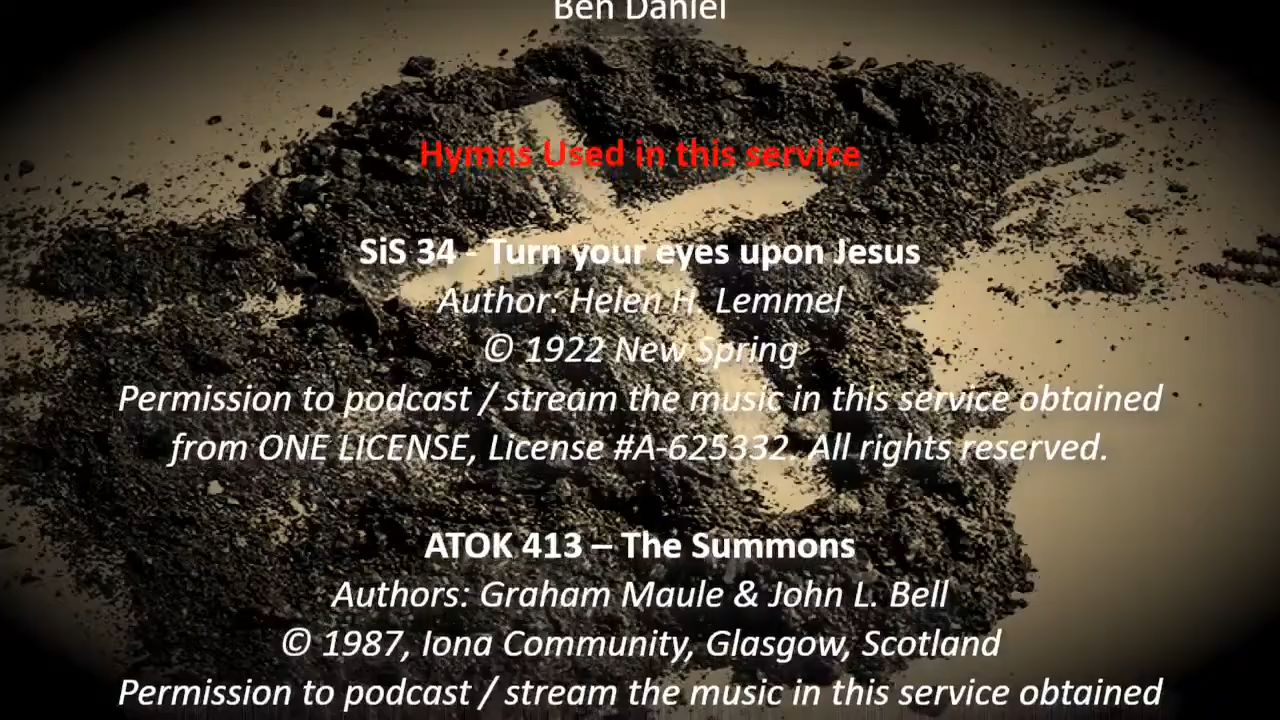 Ben Daniel
Hymns Used in this service
SiS 34 - Turn your eyes upon Jesus
Author: Helen H. Lemmel
© 1922 New Spring
Permission to podcast / stream the music in this service obtained
from ONE LICENSE, License #A-625332. All rights reserved.
ATOK 413 – The Summons
Authors: Graham Maule & John L. Bell
© 1987, Iona Community, Glasgow, Scotland
Permission to podcast / stream the music in this service obtained